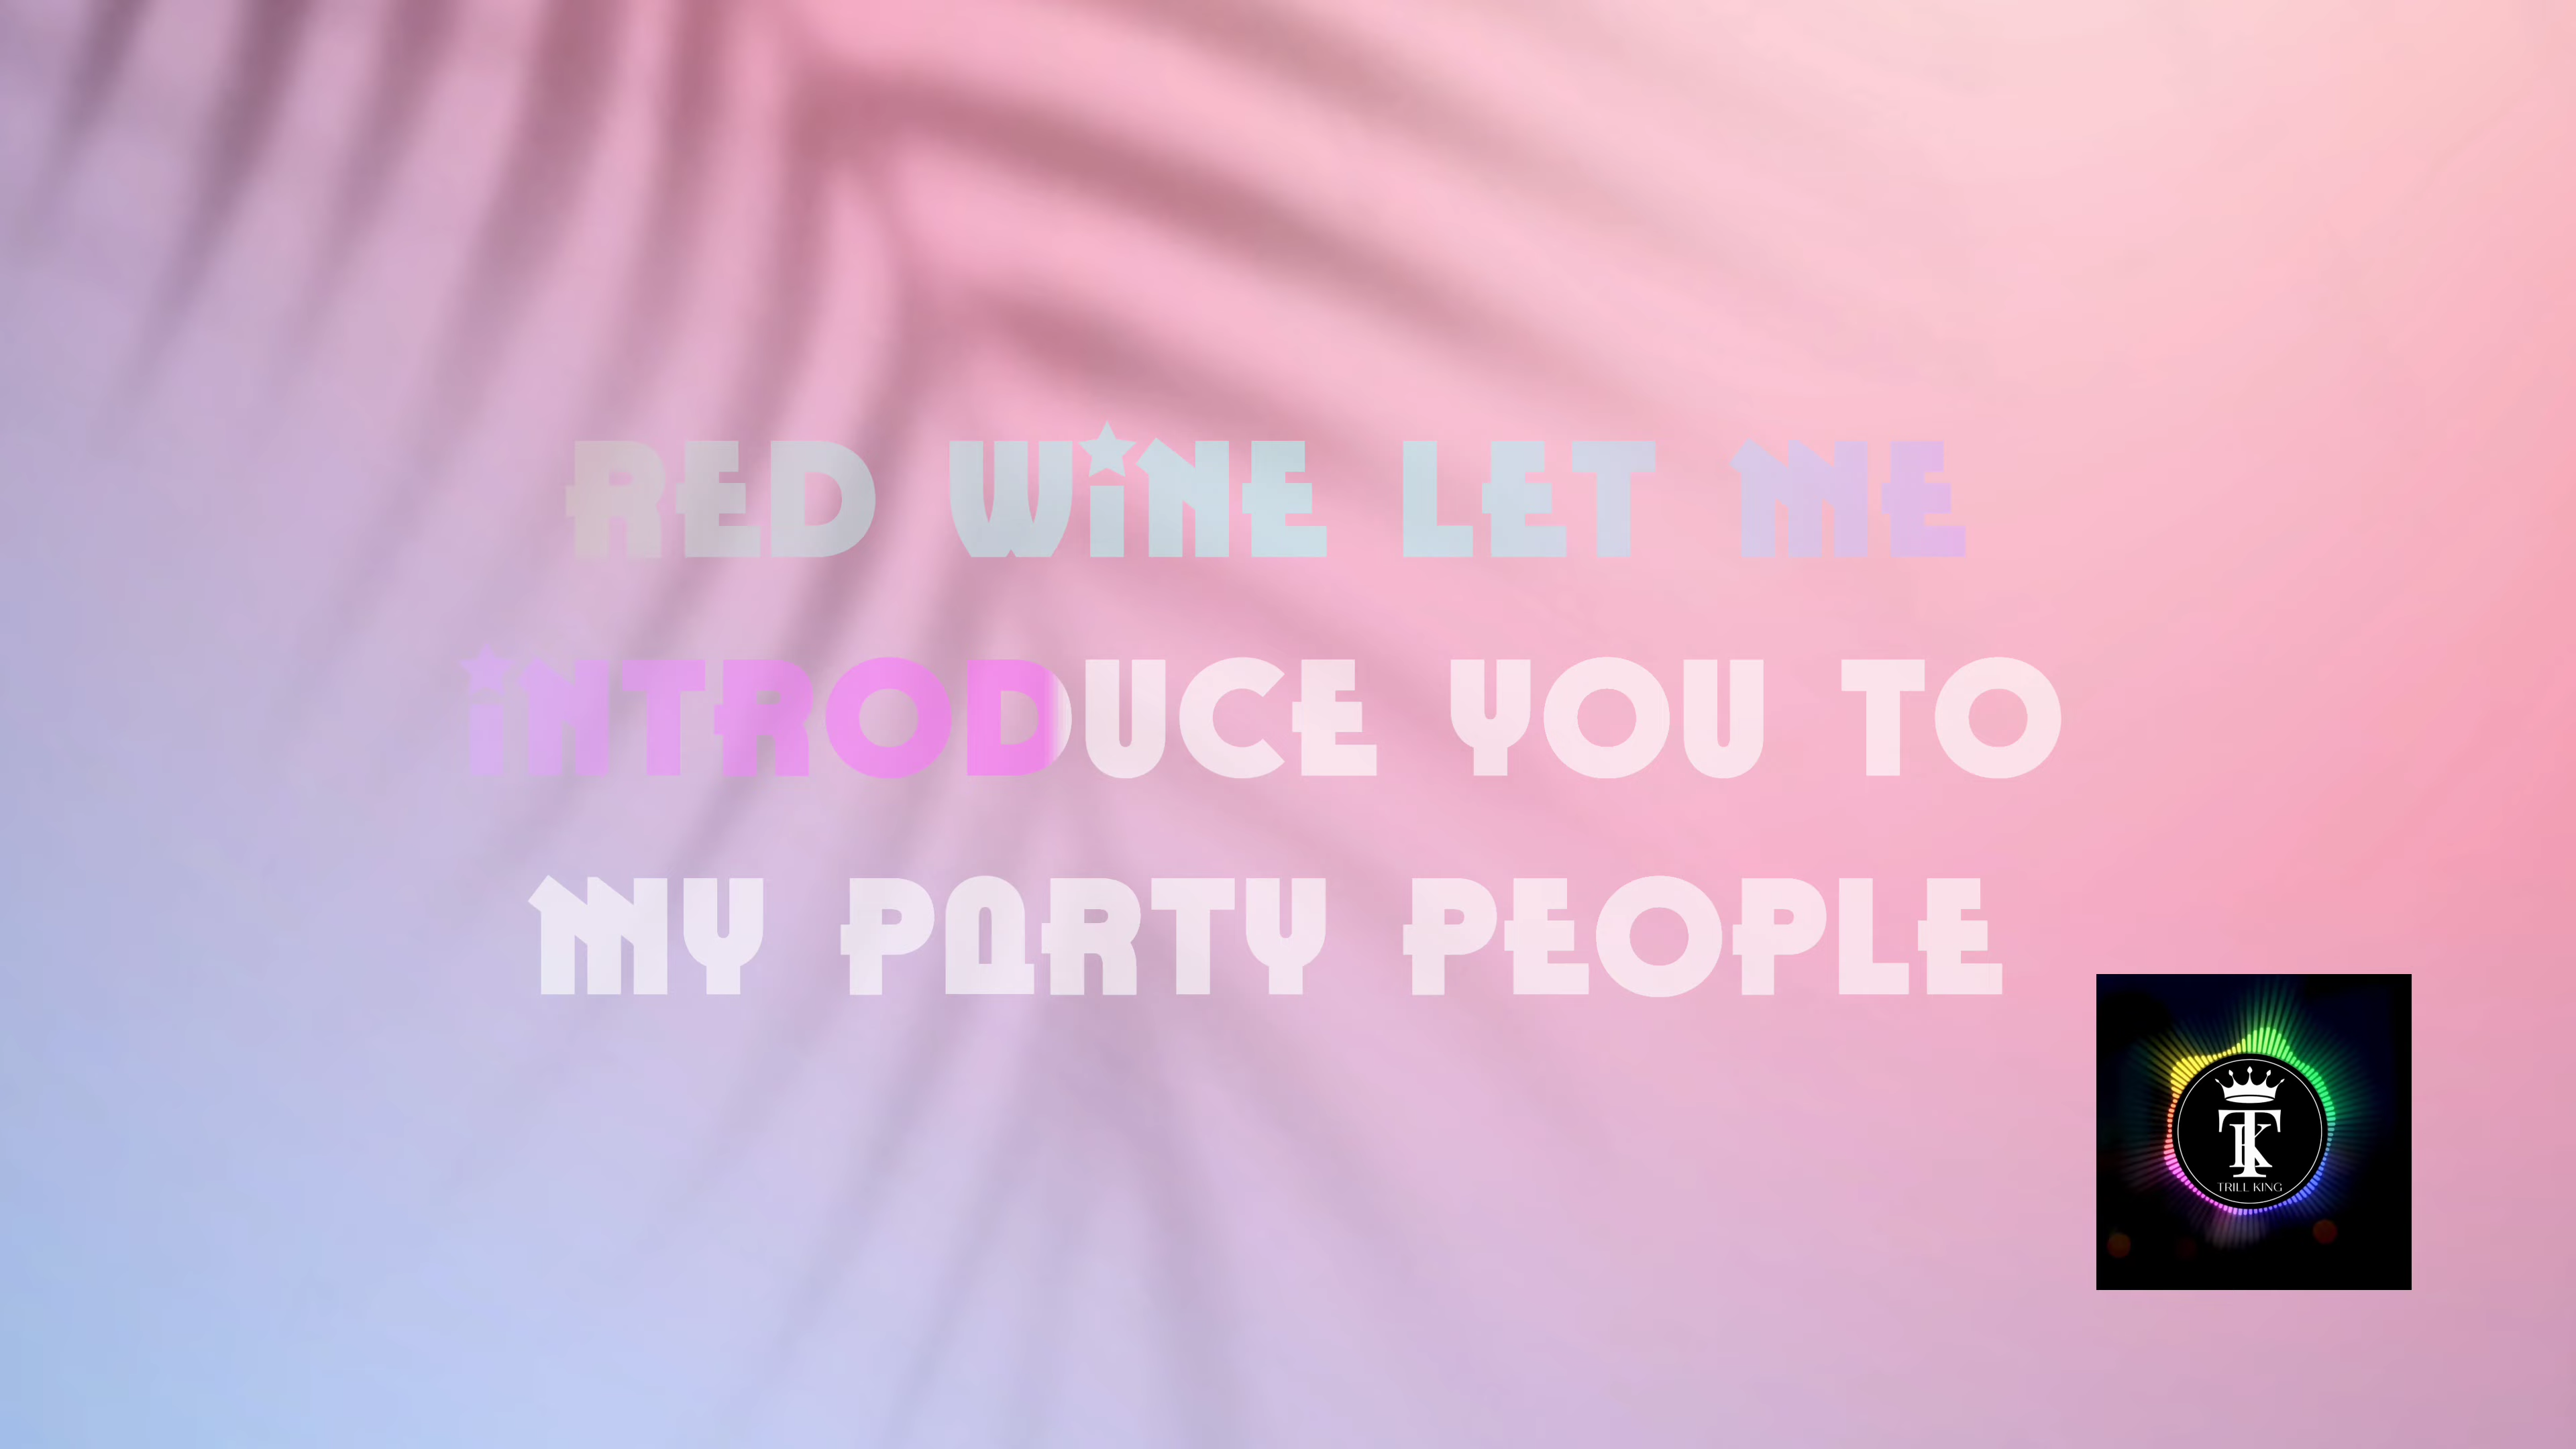 RED WiNE LET ME
iNTRODUCE YOU TO
MY PARTY PEOPLE
TK
TRILL KING